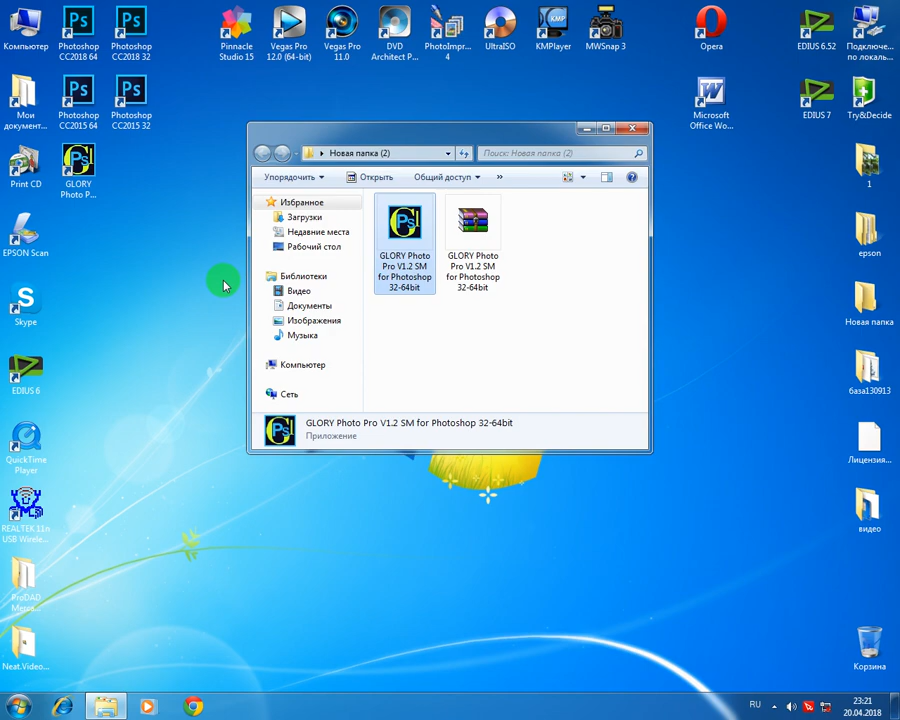 Компьютер
Photoshop
CC2018 64
Photoshop
CC2018 32
Pinnacle
Studio 15
Vegas Pro
12.0 (64-bit)
Vegas Pro
11.0
DVD
Architect P...
PhotoImpr...
4
UltraISO
KMPlayer
MWSnap 3
Opera
EDIUS 6.52
Подключе...
по локаль...
Мои
документ...
Photoshop
CC2015 64
Photoshop
CC2015 32
Microsoft
Office Wo...
EDIUS 7
Try&Decide
Print CD
GLORY
Photo P...
1
EPSON Scan
epson
Skype
Новая папка
EDIUS 6
база130913
QuickTime
Player
Лицензия...
REALTEK 11n
USB Wirele...
видео
ProDAD
Merca...
Neat.Video...
Корзина
Новая папка (2)
Поиск: Новая папка (2)
Упорядочить
Открыть
Общий доступ
»
Избранное
Загрузки
Недавние места
Рабочий стол
Библиотеки
Видео
Документы
Изображения
Музыка
Компьютер
Сеть
GLORY Photo
Pro V1.2 SM
for Photoshop
32-64bit
GLORY Photo
Pro V1.2 SM
for Photoshop
32-64bit
GLORY Photo Pro V1.2 SM for Photoshop 32-64bit
Приложение
RU
23:21
20.04.2018